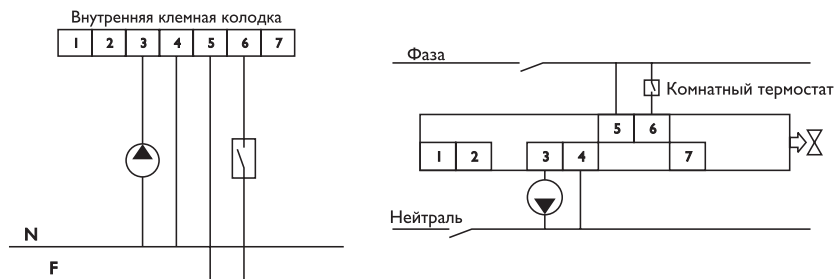 Внутренняя клемная колодка
1 2 3 4 5 6 7
N
F
Фаза
Комнатный термостат
5 6
1 2 3 4 7
Нейтраль